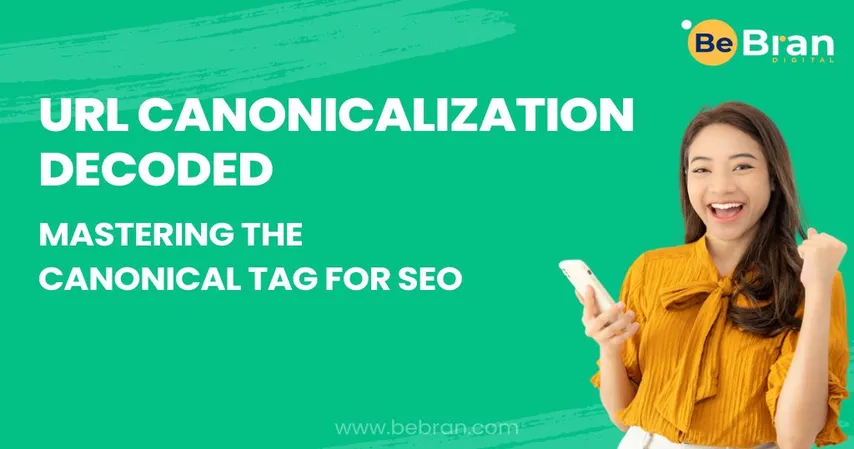 Be Bran
DIGITAL
URL CANONICALIZATION
DECODED
MASTERING THE
CANONICAL TAG FOR SEO
www.bebran.com